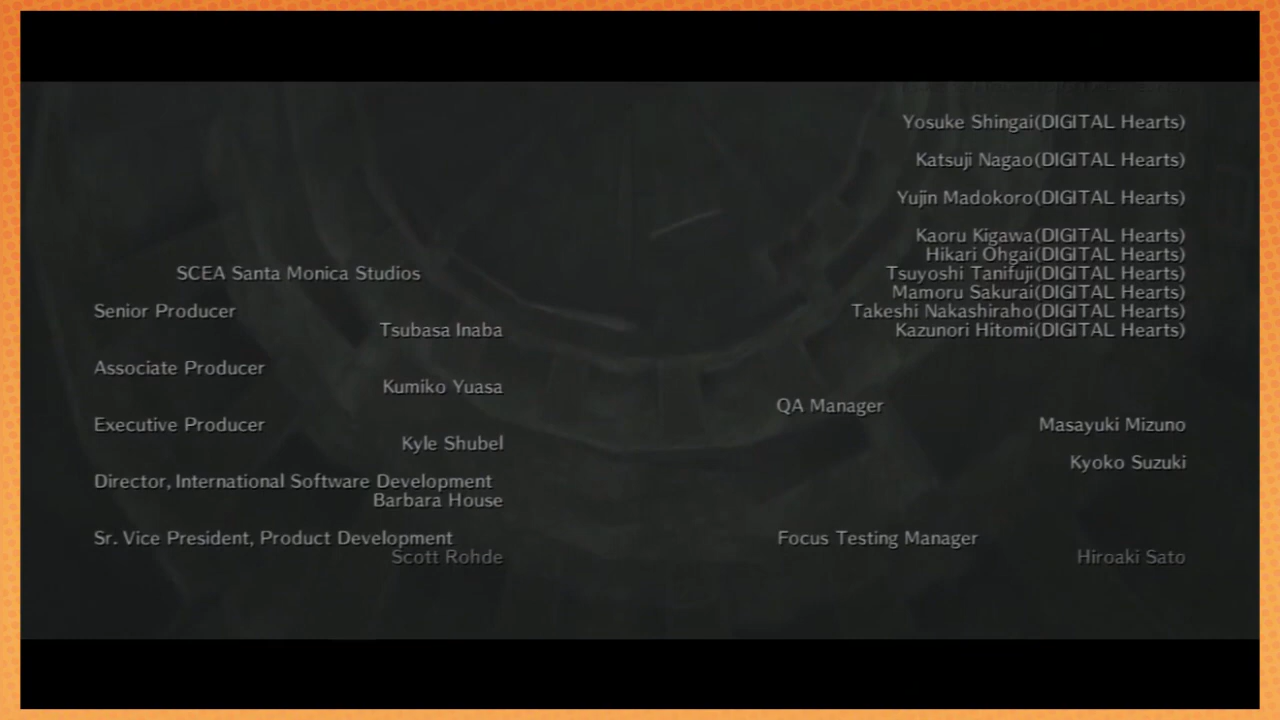 SCEA Santa Monica Studios
Senior Producer
Tsubasa Inaba
Associate Producer
Kumiko Yuasa
Executive Producer
Kyle Shubel
Director, International Software Development
Barbara House
Sr. Vice President, Product Development
Scott Rohde
Yosuke Shingai(DIGITAL Hearts)
Katsuji Nagao(DIGITAL Hearts)
Yujin Madokoro(DIGITAL Hearts)
Kaoru Kigawa(DIGITAL Hearts)
Hikari Ohgai(DIGITAL Hearts)
Tsuyoshi Tanifuji(DIGITAL Hearts)
Mamoru Sakurai(DIGITAL Hearts)
Takeshi Nakashiraho(DIGITAL Hearts)
Kazunori Hitomi(DIGITAL Hearts)
QA Manager
Masayuki Mizuno
Kyoko Suzuki
Focus Testing Manager
Hiroaki Sato